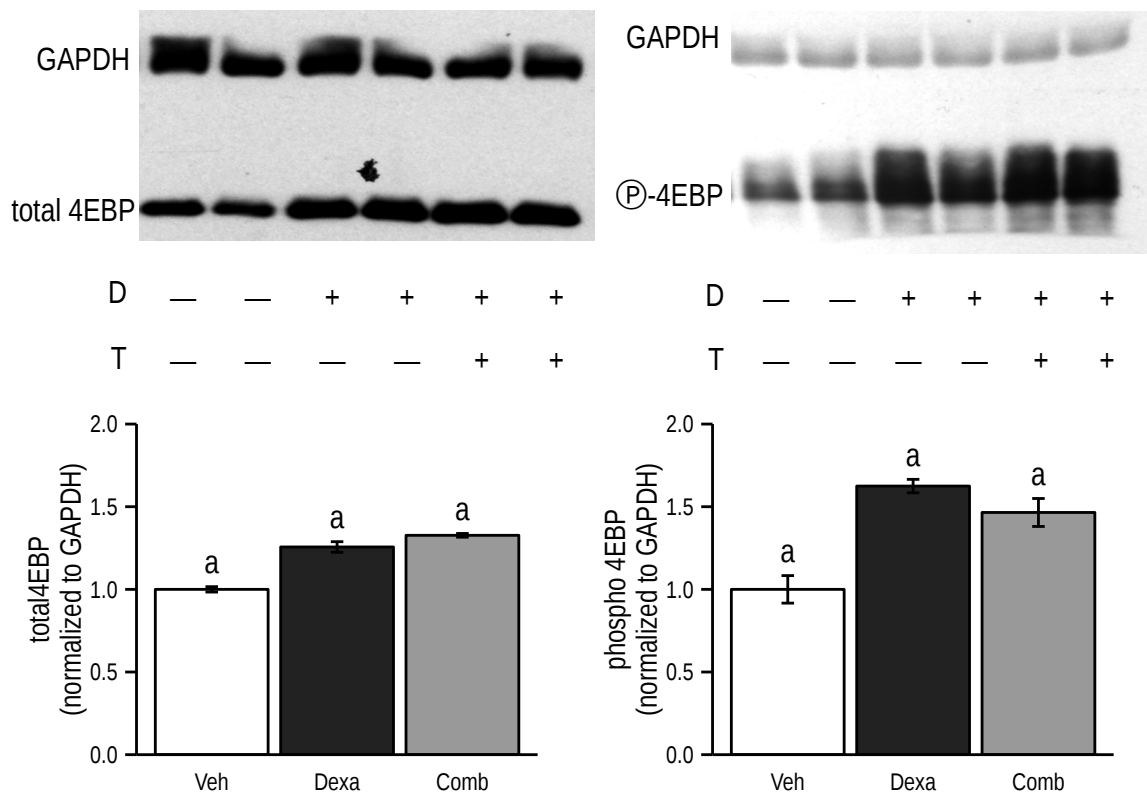 GAPDH
total 4EBP
D — — + + + +
T — — — — + +
2.0
1.5
1.0
0.5
0.0
total4EBP
(normalized to GAPDH)
a
a
a
Veh Dexa Comb
GAPDH
Ⓟ-4EBP
D — — + + + +
T — — — — + +
2.0
1.5
1.0
0.5
0.0
phospho 4EBP
(normalized to GAPDH)
a
a
a
Veh Dexa Comb